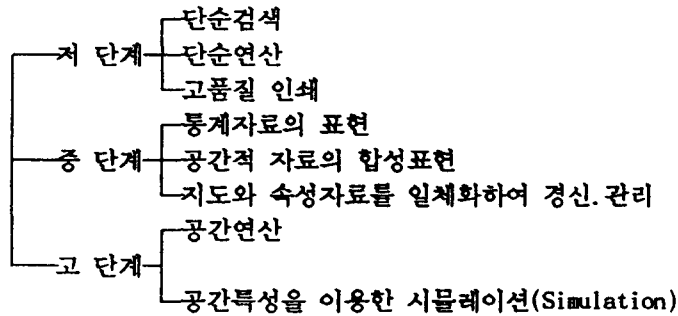 단순검색
저 단계 단순연산
고품질 인쇄
통계자료의 표현
중 단계 공간적 자료의 합성표현
지도와 속성자료를 일체화하여 경신.관리
공간연산
고 단계
공간특성을 이용한 시뮬레이션(Simulation)